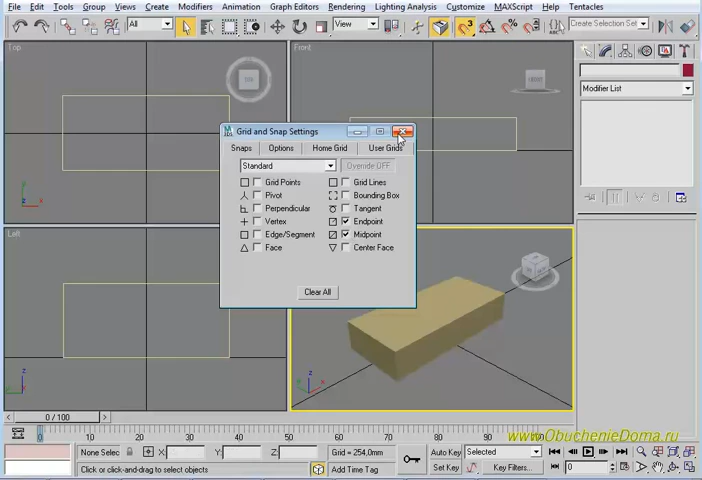 File Edit Tools Group Views Create Modifiers Animation Graph Editors Rendering Lighting Analysis Customize MAXScript Help Tentacles
All View 3 Create Selection Set
Top Front
Modifier List
Grid and Snap Settings
Snaps Options Home Grid User Grids
Standard Override OFF
Grid Points Grid Lines
Pivot Bounding Box
Perpendicular Tangent
Vertex Endpoint
Edge/Segment Midpoint
Face Center Face
Clear All
Left
0 / 100
0 10 20 30 40 50 60 70 80 90 100
www.ObuchenieDoma.ru
None Selec X: Y: Z: Grid = 254,0mm Auto Key Selected
Click or click-and-drag to select objects Add Time Tag Set Key Key Filters... 0